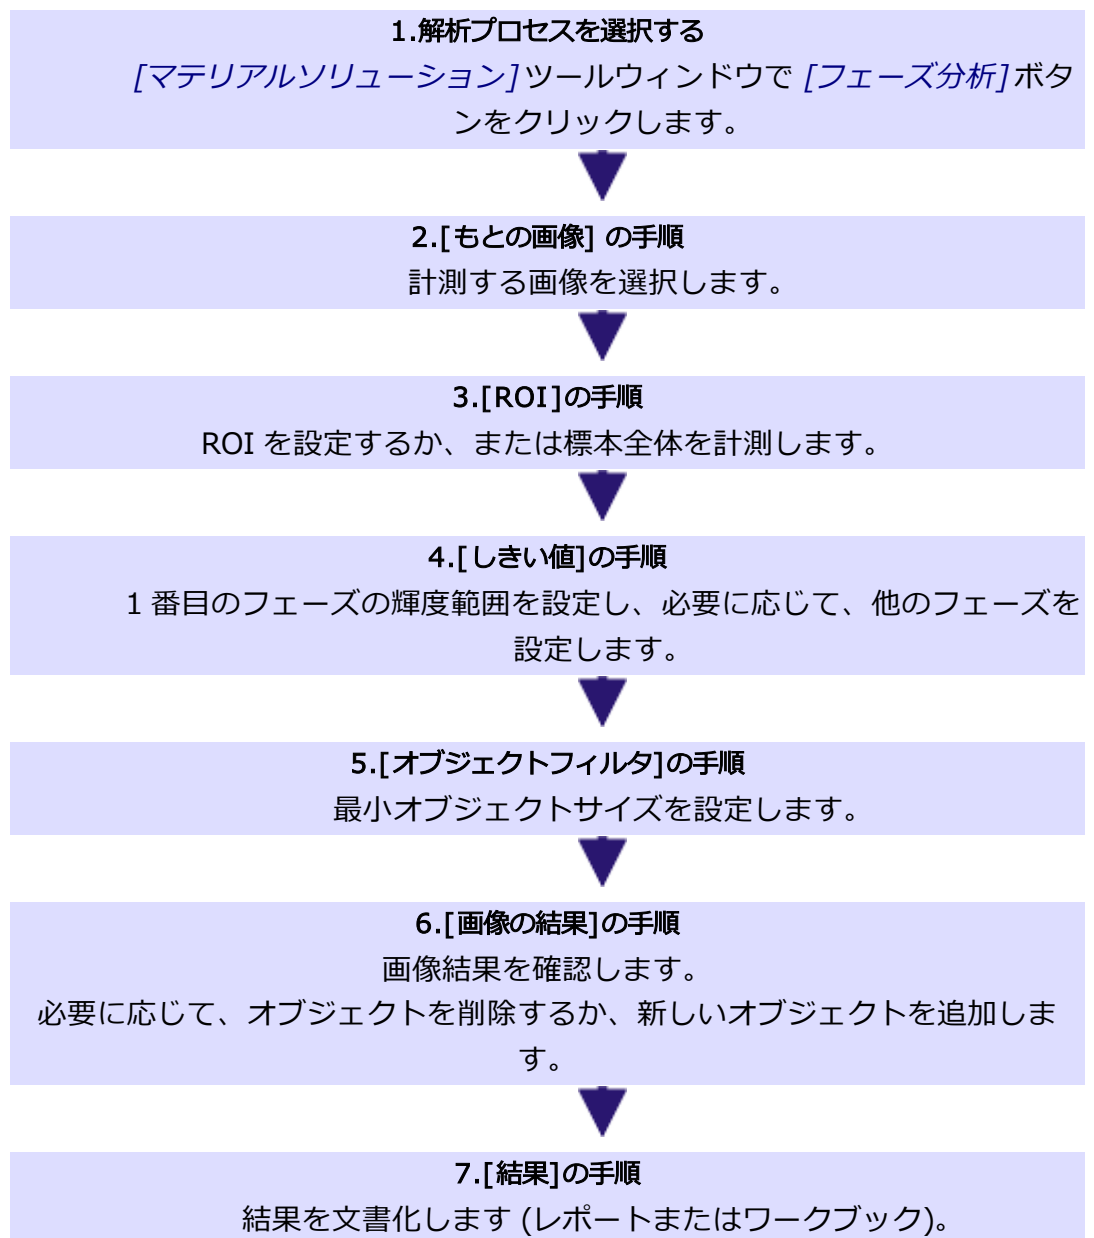 1.解析プロセスを選択する
[マテリアルソリューション]ツールウィンドウで [フェーズ分析]ボタ
ンをクリックします。
2.[もとの画像] の手順
計測する画像を選択します。
3.[ROI]の手順
ROI を設定するか、または標本全体を計測します。
4.[しきい値]の手順
1 番目のフェーズの輝度範囲を設定し、必要に応じて、他のフェーズを
設定します。
5.[オブジェクトフィルタ]の手順
最小オブジェクトサイズを設定します。
6.[画像の結果]の手順
画像結果を確認します。
必要に応じて、オブジェクトを削除するか、新しいオブジェクトを追加しま
す。
7.[結果]の手順
結果を文書化します (レポートまたはワークブック)。